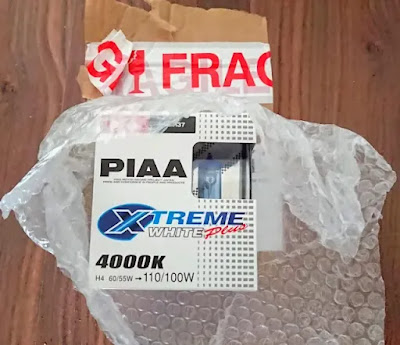 G FRAG
PIAA
XTREME
WHITE Plus
4000K
H4 60/55W→110/100W